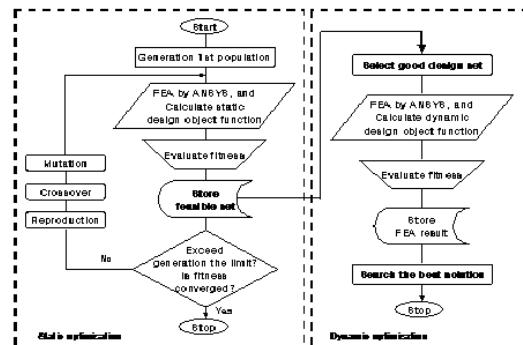 Start
Generation 1st population
FEA by ANSYS, and
Calculate static
design object function
Evaluate fitness
Store
feasible set
Exceed
generation the limit?
Is fitness
converged?
Yes
Stop
No
Mutation
Crossover
Reproduction
Static optimization
Select good design set
FEA by ANSYS, and
Calculate dynamic
design object function
Evaluate fitness
Store
FEA result
Search the best solution
Stop
Dynamic optimization